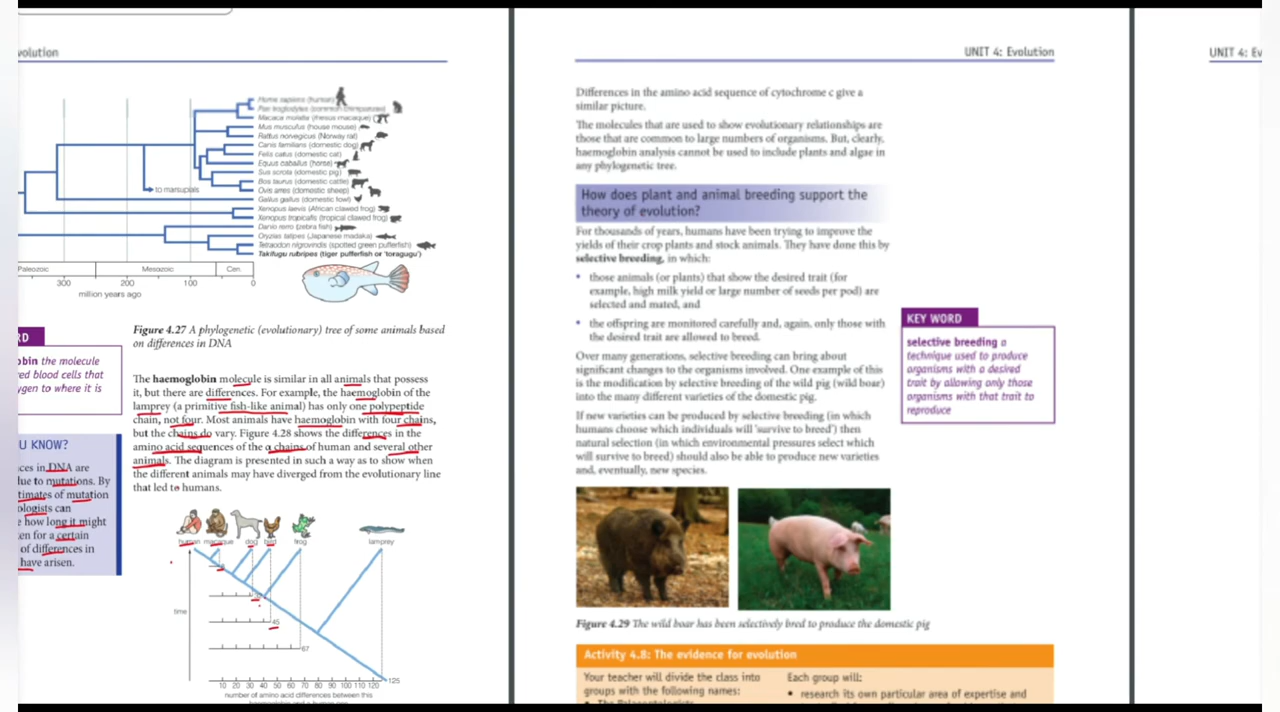 volution
Homo sapiens (human)
Pan troglodytes (common chimpanzee)
Macaca mulatta (rhesus macaque)
Mus musculus (house mouse)
Rattus norvegicus (Norway rat)
Canis familians (domestic dog)
Felis catus (domestic cat)
Equus caballus (horse)
Sus scrofa (domestic pig)
Bos taurus (domestic cattle)
Ovis aries (domestic sheep)
to marsupials
Gallus gallus (domestic fowl)
Xenopus laevis (African clawed frog)
Xenopus tropicalis (tropical clawed frog)
Danio rerio (zebra fish)
Oryzias latipes (Japanese madaka)
Tetraodon nigrovindis (spotted green pufferfish)
Takifugu rubripes (tiger pufferfish or 'toragugu')
Paleozoic Mesozoic Cen.
300 200 100 0
million years ago
Figure 4.27 A phylogenetic (evolutionary) tree of some animals based
on differences in DNA
RD
obin the molecule
ed blood cells that
ygen to where it is
The haemoglobin molecule is similar in all animals that possess
it, but there are differences. For example, the haemoglobin of the
lamprey (a primitive fish-like animal) has only one polypeptide
chain, not four. Most animals have haemoglobin with four chains,
but the chains do vary. Figure 4.28 shows the differences in the
amino acid sequences of the α chains of human and several other
animals. The diagram is presented in such a way as to show when
the different animals may have diverged from the evolutionary line
that led to humans.
U KNOW?
ces in DNA are
lue to mutations. By
timates of mutation
ologists can
e how long it might
en for a certain
of differences in
have arisen.
human macaque dog bird frog lamprey
time
45
67
125
10 20 30 40 50 60 70 80 90 100 110 120
number of amino acid differences between this
haemoglobin and a human one
UNIT 4: Evolution
Differences in the amino acid sequence of cytochrome c give a
similar picture.
The molecules that are used to show evolutionary relationships are
those that are common to large numbers of organisms. But, clearly,
haemoglobin analysis cannot be used to include plants and algae in
any phylogenetic tree.
How does plant and animal breeding support the
theory of evolution?
For thousands of years, humans have been trying to improve the
yields of their crop plants and stock animals. They have done this by
selective breeding, in which:
• those animals (or plants) that show the desired trait (for
example, high milk yield or large number of seeds per pod) are
selected and mated, and
• the offspring are monitored carefully and, again, only those with
the desired trait are allowed to breed.
Over many generations, selective breeding can bring about
significant changes to the organisms involved. One example of this
is the modification by selective breeding of the wild pig (wild boar)
into the many different varieties of the domestic pig.
If new varieties can be produced by selective breeding (in which
humans choose which individuals will 'survive to breed') then
natural selection (in which environmental pressures select which
will survive to breed) should also be able to produce new varieties
and, eventually, new species.
KEY WORD
selective breeding a
technique used to produce
organisms with a desired
trait by allowing only those
organisms with that trait to
reproduce
Figure 4.29 The wild boar has been selectively bred to produce the domestic pig
Activity 4.8: The evidence for evolution
Your teacher will divide the class into
groups with the following names:
• The Palaeontologists
Each group will:
• research its own particular area of expertise and
UNIT 4: Ev